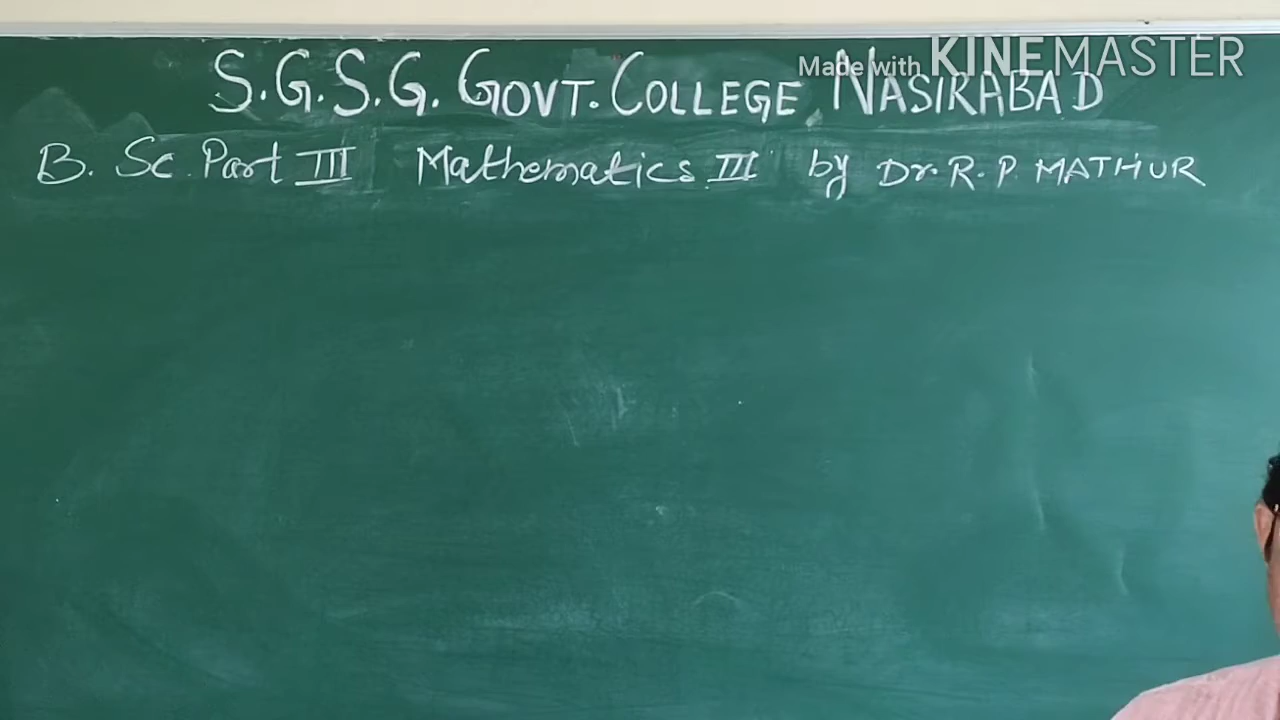 Made with KINEMASTER
S.G.S.G. GOVT. COLLEGE, NASIRABAD
B. Sc. Part III Mathematics III by Dr. R. P. MATHUR